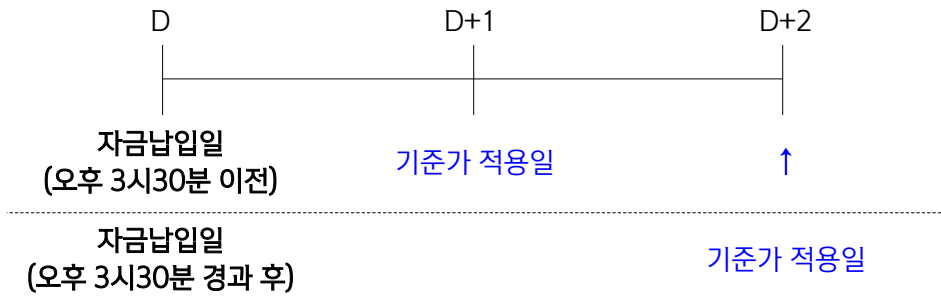 D D+1 D+2
자금납입일
(오후 3시30분 이전)
기준가 적용일
↑
자금납입일
(오후 3시30분 경과 후)
기준가 적용일